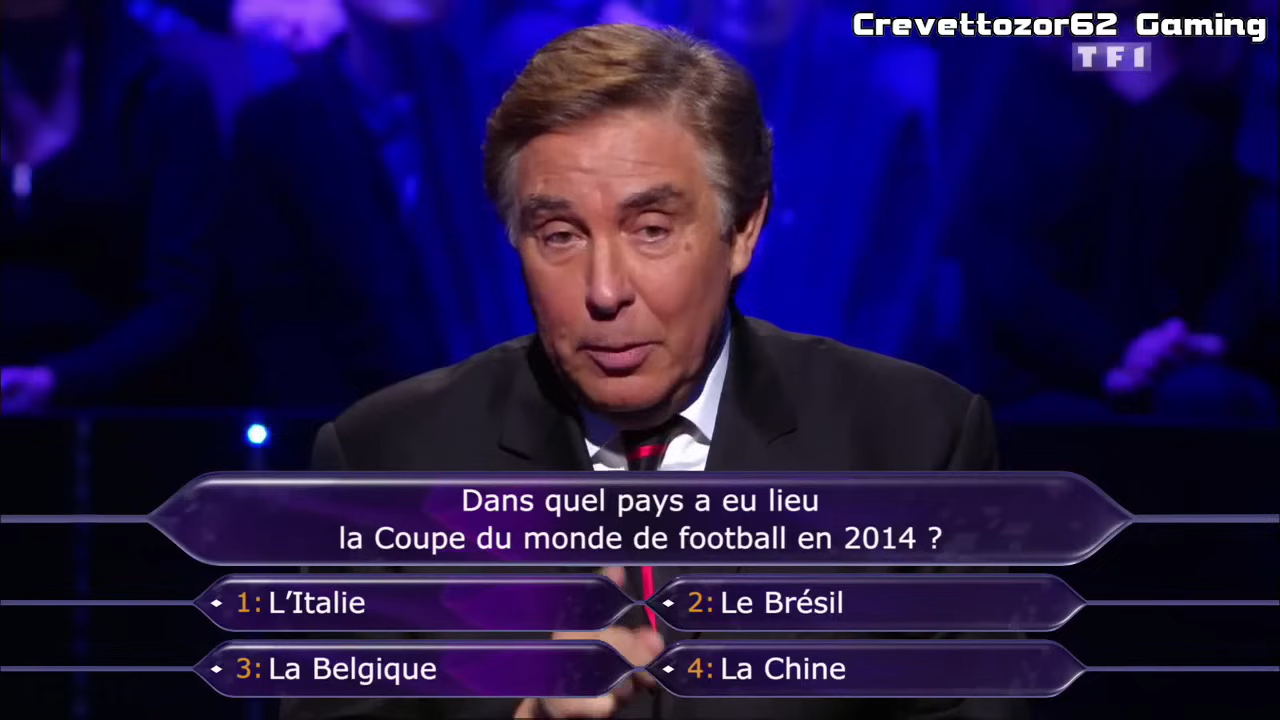 Crevettozor62 Gaming
TF1
Dans quel pays a eu lieu
la Coupe du monde de football en 2014 ?
1: L’Italie
2: Le Brésil
3: La Belgique
4: La Chine